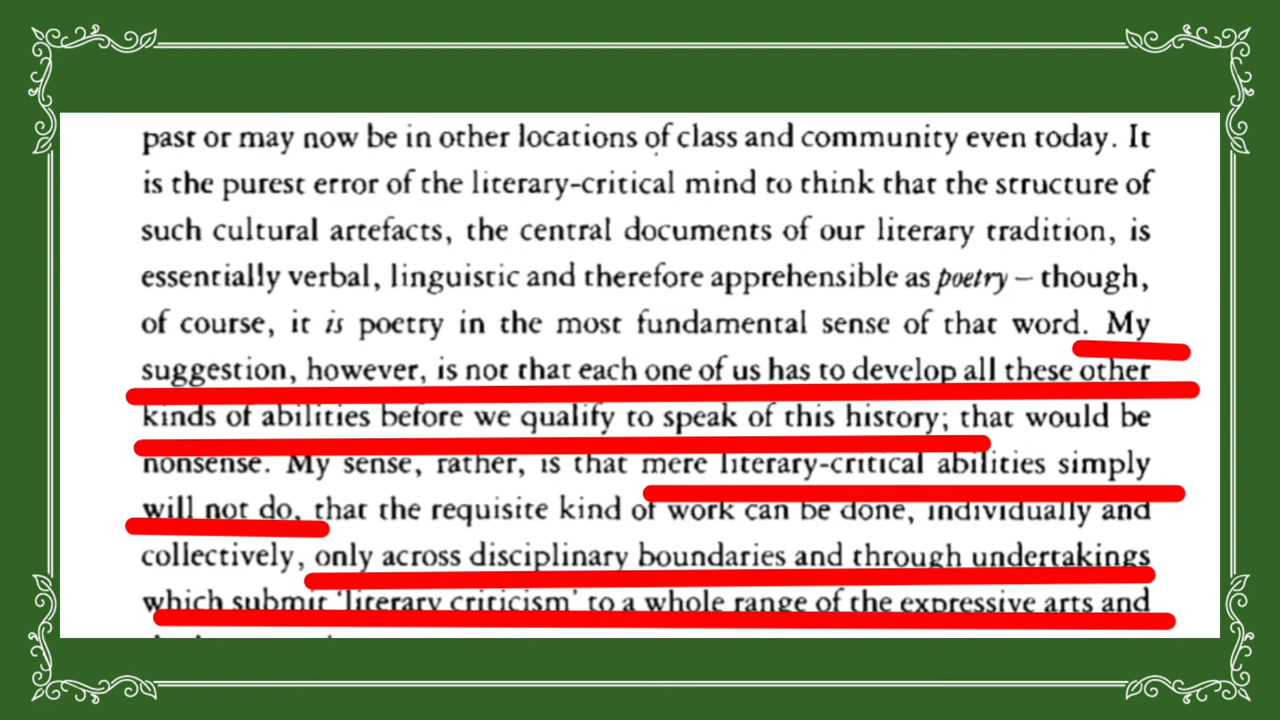 past or may now be in other locations of class and community even today. It
is the purest error of the literary-critical mind to think that the structure of
such cultural artefacts, the central documents of our literary tradition, is
essentially verbal, linguistic and therefore apprehensible as poetry – though,
of course, it is poetry in the most fundamental sense of that word. My
suggestion, however, is not that each one of us has to develop all these other
kinds of abilities before we qualify to speak of this history; that would be
nonsense. My sense, rather, is that mere literary-critical abilities simply
will not do, that the requisite kind of work can be done, individually and
collectively, only across disciplinary boundaries and through undertakings
which submit 'literary criticism' to a whole range of the expressive arts and